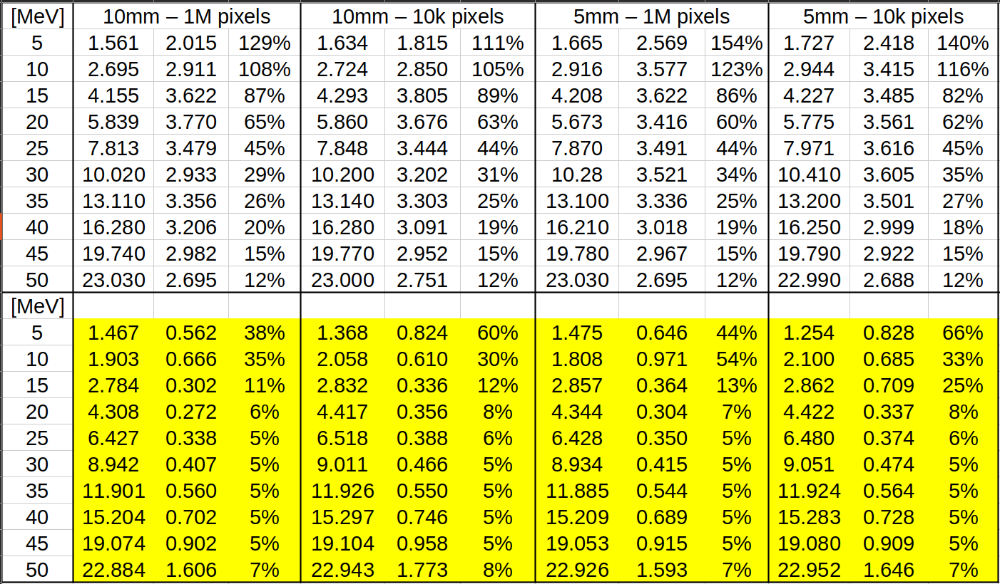 [MeV] 10mm – 1M pixels 10mm – 10k pixels 5mm – 1M pixels 5mm – 10k pixels
5 1.561 2.015 129% 1.634 1.815 111% 1.665 2.569 154% 1.727 2.418 140%
10 2.695 2.911 108% 2.724 2.850 105% 2.916 3.577 123% 2.944 3.415 116%
15 4.155 3.622 87% 4.293 3.805 89% 4.208 3.622 86% 4.227 3.485 82%
20 5.839 3.770 65% 5.860 3.676 63% 5.673 3.416 60% 5.775 3.561 62%
25 7.813 3.479 45% 7.848 3.444 44% 7.870 3.491 44% 7.971 3.616 45%
30 10.020 2.933 29% 10.200 3.202 31% 10.28 3.521 34% 10.410 3.605 35%
35 13.110 3.356 26% 13.140 3.303 25% 13.100 3.336 25% 13.200 3.501 27%
40 16.280 3.206 20% 16.280 3.091 19% 16.210 3.018 19% 16.250 2.999 18%
45 19.740 2.982 15% 19.770 2.952 15% 19.780 2.967 15% 19.790 2.922 15%
50 23.030 2.695 12% 23.000 2.751 12% 23.030 2.695 12% 22.990 2.688 12%
[MeV]
5 1.467 0.562 38% 1.368 0.824 60% 1.475 0.646 44% 1.254 0.828 66%
10 1.903 0.666 35% 2.058 0.610 30% 1.808 0.971 54% 2.100 0.685 33%
15 2.784 0.302 11% 2.832 0.336 12% 2.857 0.364 13% 2.862 0.709 25%
20 4.308 0.272 6% 4.417 0.356 8% 4.344 0.304 7% 4.422 0.337 8%
25 6.427 0.338 5% 6.518 0.388 6% 6.428 0.350 5% 6.480 0.374 6%
30 8.942 0.407 5% 9.011 0.466 5% 8.934 0.415 5% 9.051 0.474 5%
35 11.901 0.560 5% 11.926 0.550 5% 11.885 0.544 5% 11.924 0.564 5%
40 15.204 0.702 5% 15.297 0.746 5% 15.209 0.689 5% 15.283 0.728 5%
45 19.074 0.902 5% 19.104 0.958 5% 19.053 0.915 5% 19.080 0.909 5%
50 22.884 1.606 7% 22.943 1.773 8% 22.926 1.593 7% 22.952 1.646 7%